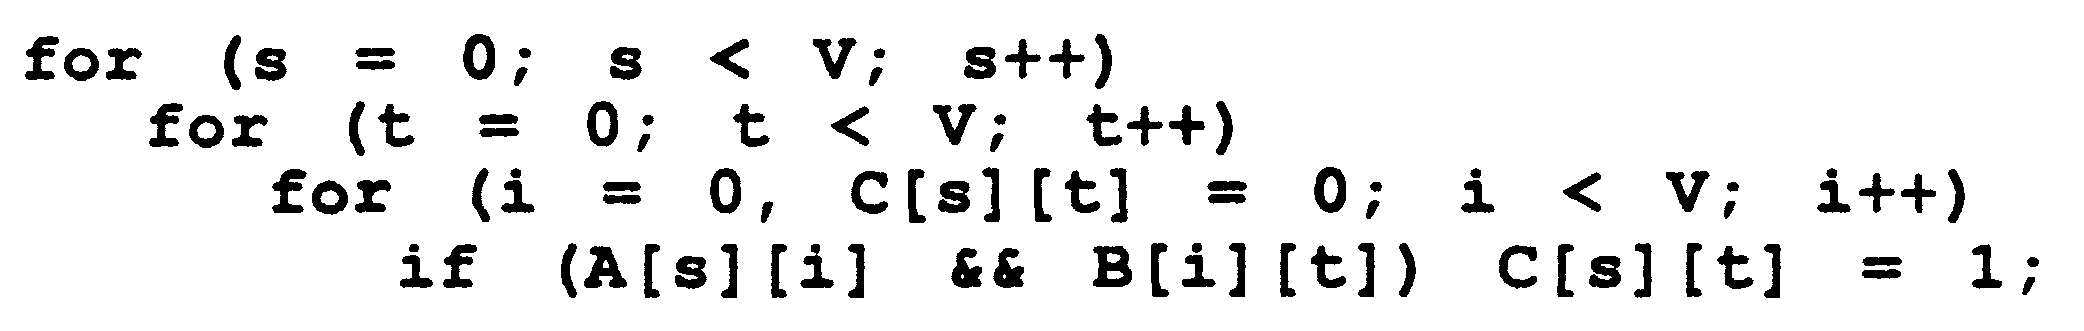 for (s = 0; s < V; s++)
for (t = 0; t < V; t++)
for (i = 0, C[s][t] = 0; i < V; i++)
if (A[s][i] && B[i][t]) C[s][t] = 1;